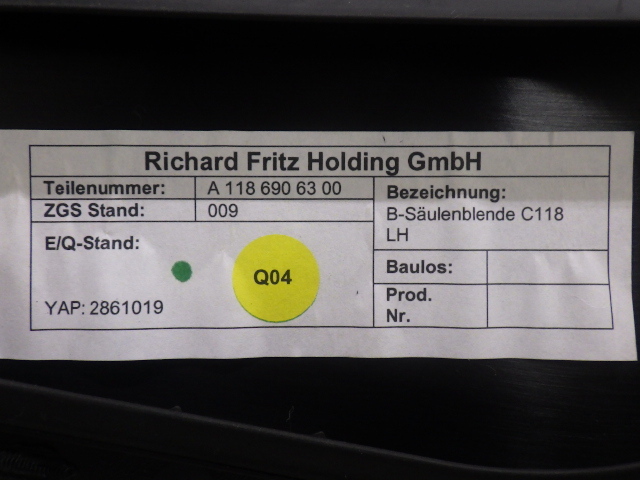 Richard Fritz Holding GmbH
Teilenummer: A 118 690 63 00
ZGS Stand: 009
Bezeichnung:
B-Säulenblende C118
LH
E/Q-Stand:
Q04
YAP: 2861019
Baulos:
Prod.
Nr.